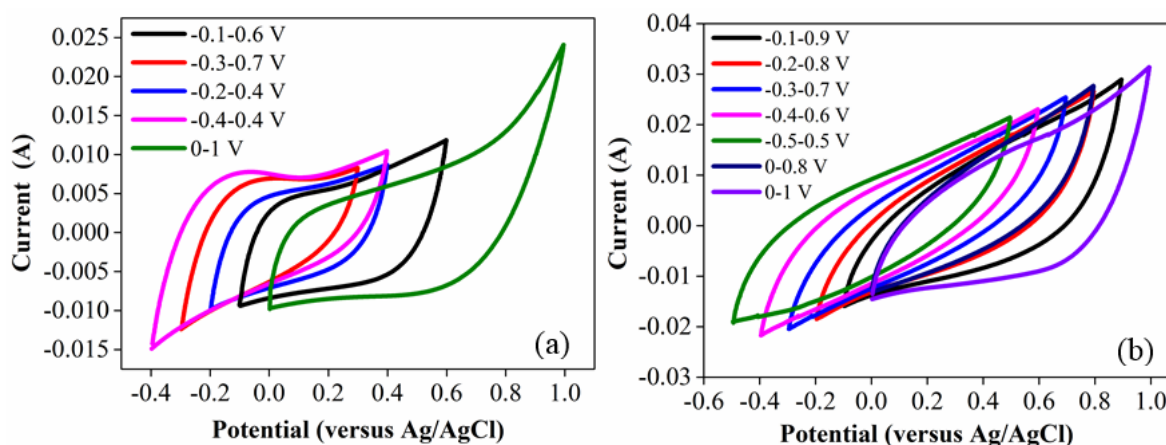 0.025
0.020
0.015
0.010
0.005
0.000
-0.005
-0.010
-0.015
Current (A)
-0.1-0.6 V
-0.3-0.7 V
-0.2-0.4 V
-0.4-0.4 V
0-1 V
(a)
-0.4 -0.2 0.0 0.2 0.4 0.6 0.8 1.0
Potential (versus Ag/AgCl)
0.04
0.03
0.02
0.01
0.00
-0.01
-0.02
-0.03
Current (A)
-0.1-0.9 V
-0.2-0.8 V
-0.3-0.7 V
-0.4-0.6 V
-0.5-0.5 V
0-0.8 V
0-1 V
(b)
-0.6 -0.4 -0.2 0.0 0.2 0.4 0.6 0.8 1.0
Potential (versus Ag/AgCl)